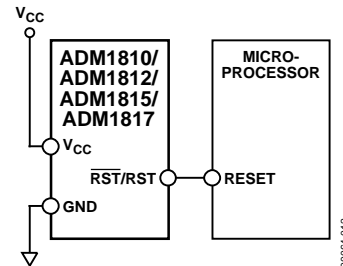 VCC
ADM1810/
ADM1812/
ADM1815/
ADM1817
MICRO-
PROCESSOR
VCC
RST/RST
RESET
GND